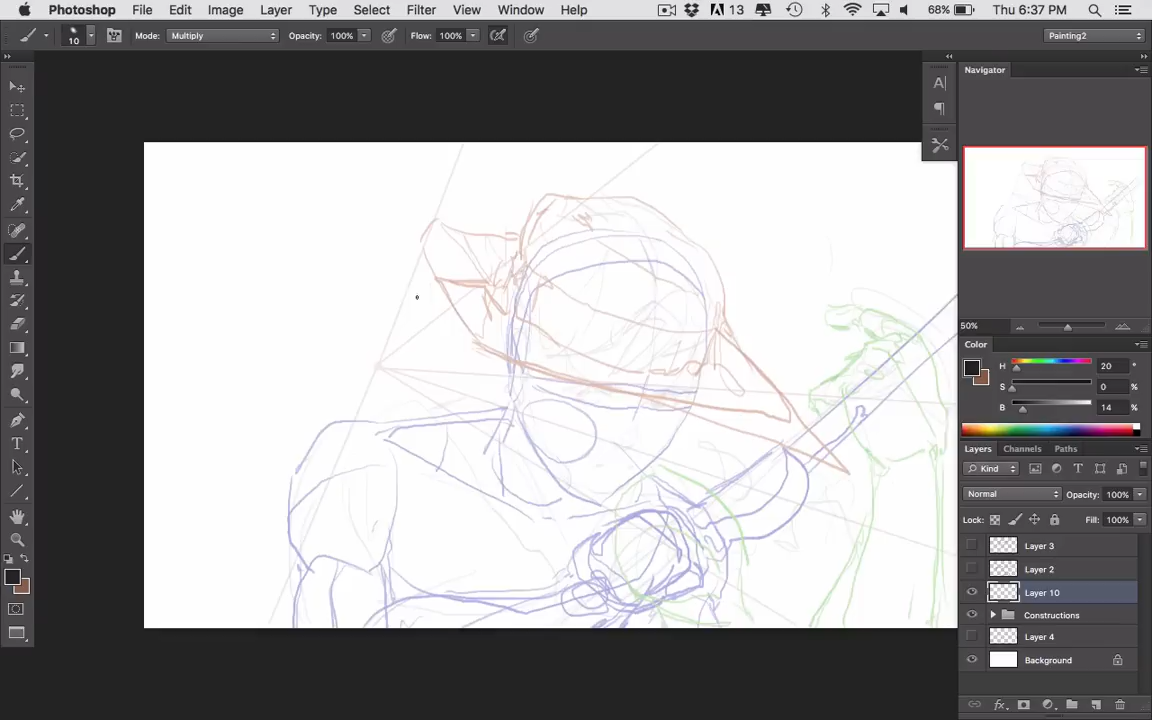 Photoshop File Edit Image Layer Type Select Filter View Window Help 13 68% Thu 6:37 PM
10 Mode: Multiply Opacity: 100% Flow: 100% Painting2
Navigator
50%
Color
H 20 °
S 0 %
B 14 %
Layers Channels Paths
Kind
Normal Opacity: 100%
Lock: Fill: 100%
Layer 3
Layer 2
Layer 10
Constructions
Layer 4
Background